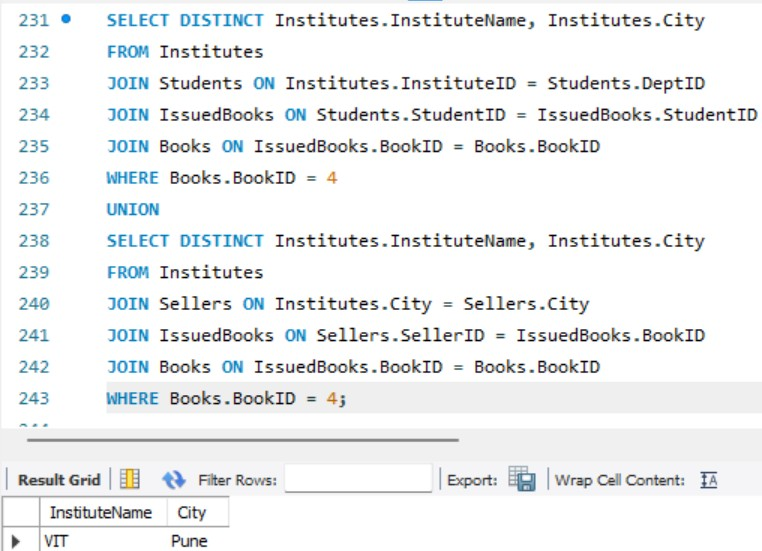 231 SELECT DISTINCT Institutes.InstituteName, Institutes.City
232 FROM Institutes
233 JOIN Students ON Institutes.InstituteID = Students.DeptID
234 JOIN IssuedBooks ON Students.StudentID = IssuedBooks.StudentID
235 JOIN Books ON IssuedBooks.BookID = Books.BookID
236 WHERE Books.BookID = 4
237 UNION
238 SELECT DISTINCT Institutes.InstituteName, Institutes.City
239 FROM Institutes
240 JOIN Sellers ON Institutes.City = Sellers.City
241 JOIN IssuedBooks ON Sellers.SellerID = IssuedBooks.BookID
242 JOIN Books ON IssuedBooks.BookID = Books.BookID
243 WHERE Books.BookID = 4;
Result Grid Filter Rows: Export: Wrap Cell Content: IA
InstituteName City
VIT Pune